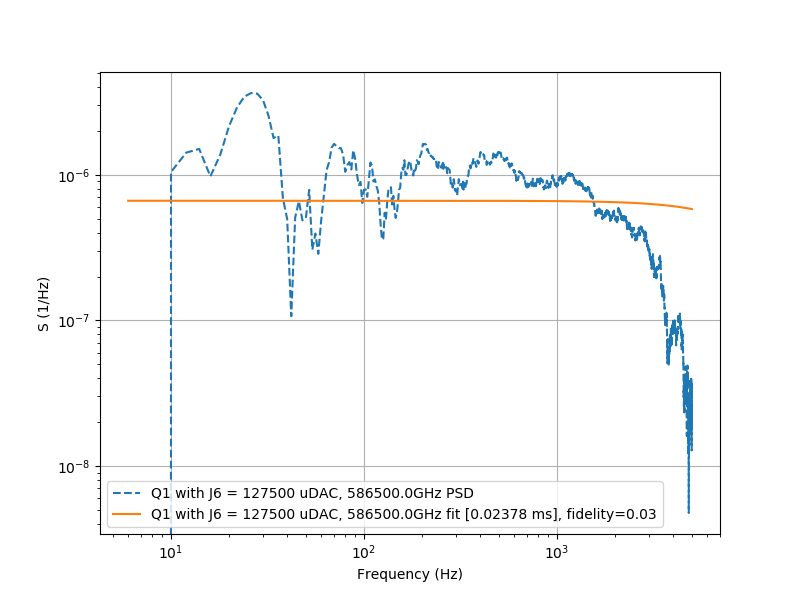 10⁻⁶
10⁻⁷
10⁻⁸
S (1/Hz)
Q1 with J6 = 127500 uDAC, 586500.0GHz PSD
Q1 with J6 = 127500 uDAC, 586500.0GHz fit [0.02378 ms], fidelity=0.03
10¹ 10² 10³
Frequency (Hz)